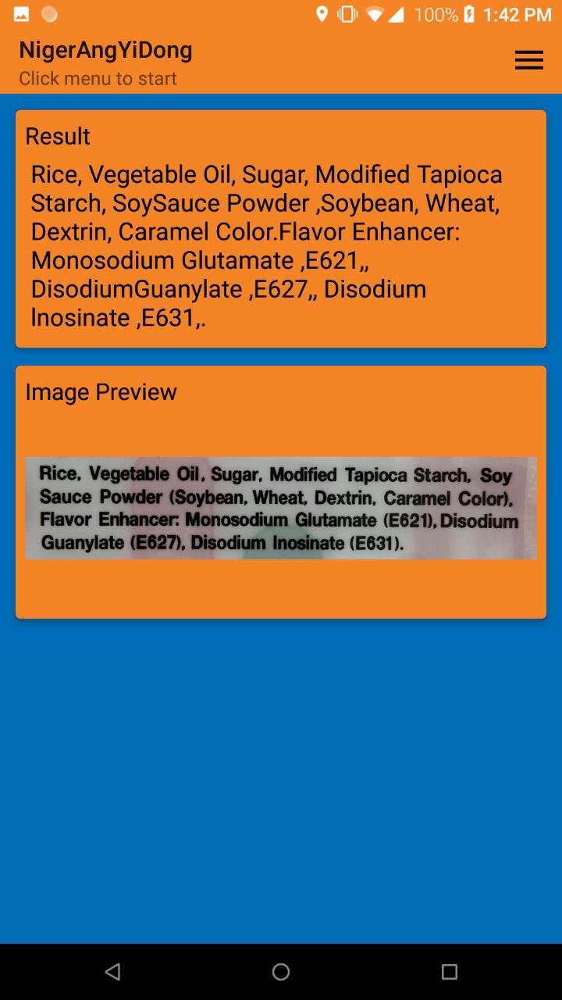 100% 1:42 PM
NigerAngYiDong
Click menu to start
Result
Rice, Vegetable Oil, Sugar, Modified Tapioca
Starch, SoySauce Powder ,Soybean, Wheat,
Dextrin, Caramel Color.Flavor Enhancer:
Monosodium Glutamate ,E621,,
DisodiumGuanylate ,E627,, Disodium
lnosinate ,E631,.
Image Preview
Rice, Vegetable Oil, Sugar, Modified Tapioca Starch, Soy
Sauce Powder (Soybean, Wheat, Dextrin, Caramel Color),
Flavor Enhancer: Monosodium Glutamate (E621), Disodium
Guanylate (E627), Disodium Inosinate (E631).